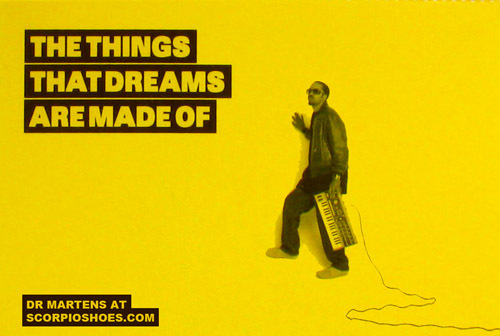 THE THINGS
THAT DREAMS
ARE MADE OF
DR MARTENS AT
SCORPIOSHOES.COM